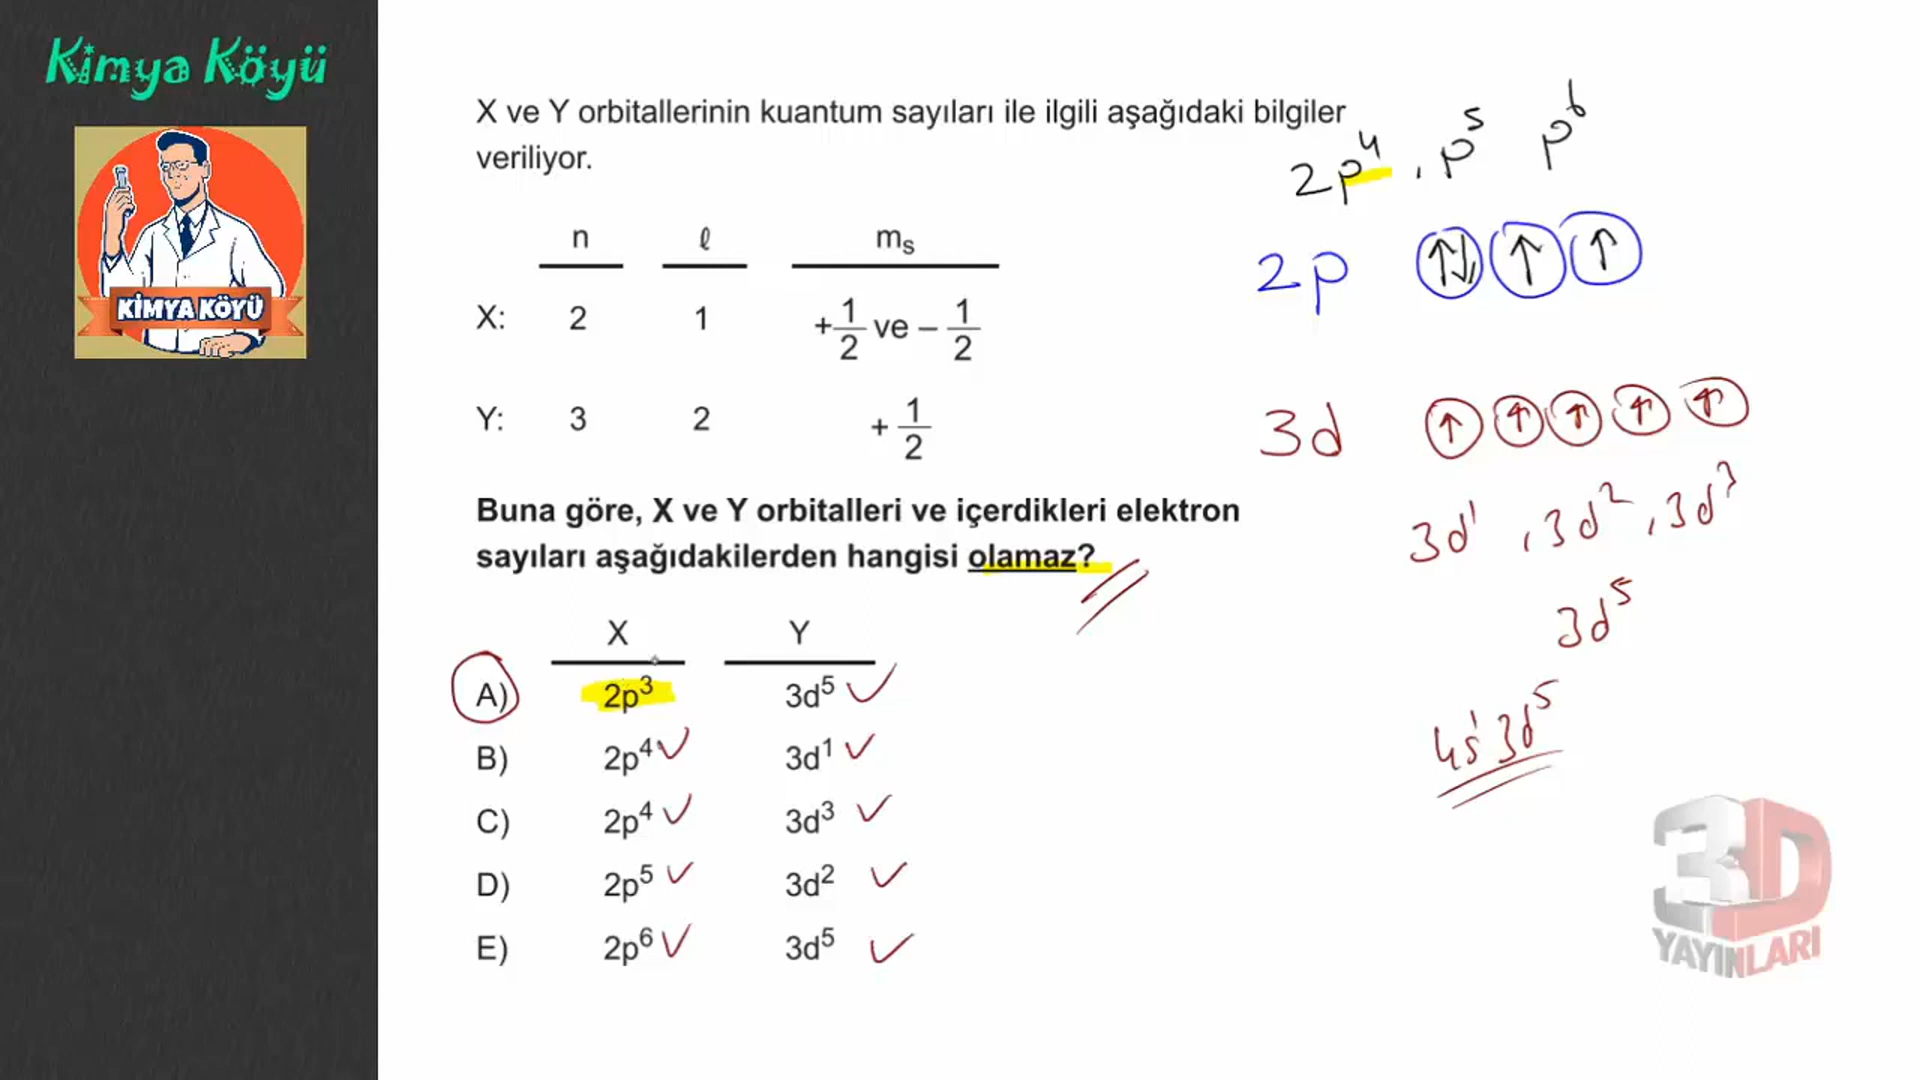 Kimya Köyü
KİMYA KÖYÜ
X ve Y orbitallerinin kuantum sayıları ile ilgili aşağıdaki bilgiler
veriliyor.
n ℓ mₛ
X: 2 1 +1/2 ve –1/2
Y: 3 2 +1/2
Buna göre, X ve Y orbitalleri ve içerdikleri elektron
sayıları aşağıdakilerden hangisi olamaz?
X Y
A) 2p³ 3d⁵
B) 2p⁴ 3d¹
C) 2p⁴ 3d³
D) 2p⁵ 3d²
E) 2p⁶ 3d⁵
2p⁴, p⁵ p⁶
2p ↑↓ ↑ ↑
3d ↑ ↑ ↑ ↑ ↑
3d¹, 3d², 3d³
3d⁵
4s¹3d⁵
3D
YAYINLARI